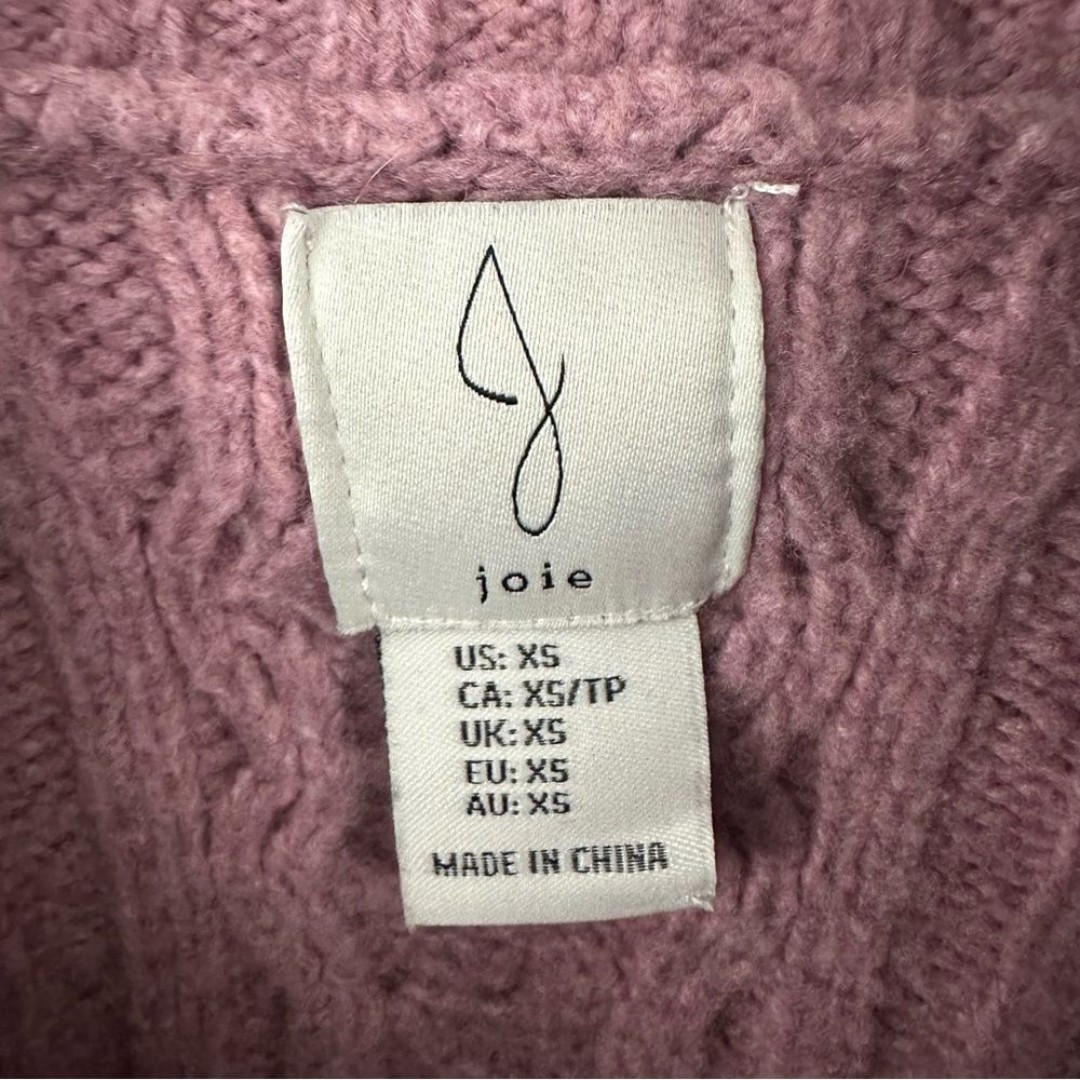 joie
US: XS
CA: XS/TP
UK: XS
EU: XS
AU: XS
MADE IN CHINA